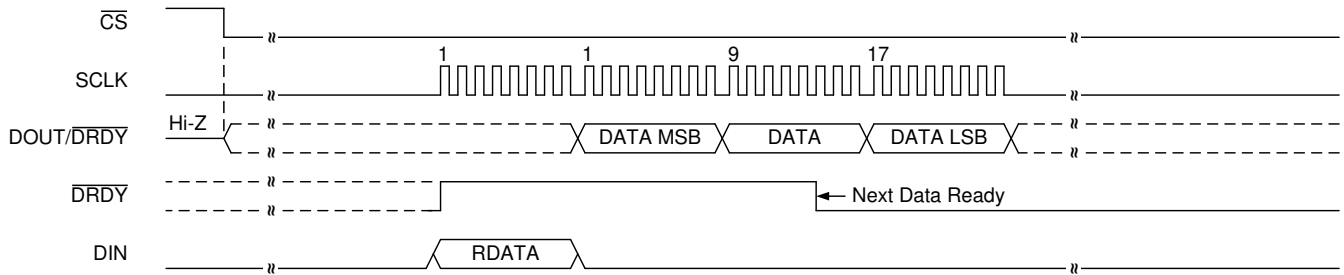 CS
1 1 9 17
SCLK
Hi-Z
DOUT/DRDY DATA MSB DATA DATA LSB
DRDY Next Data Ready
DIN RDATA